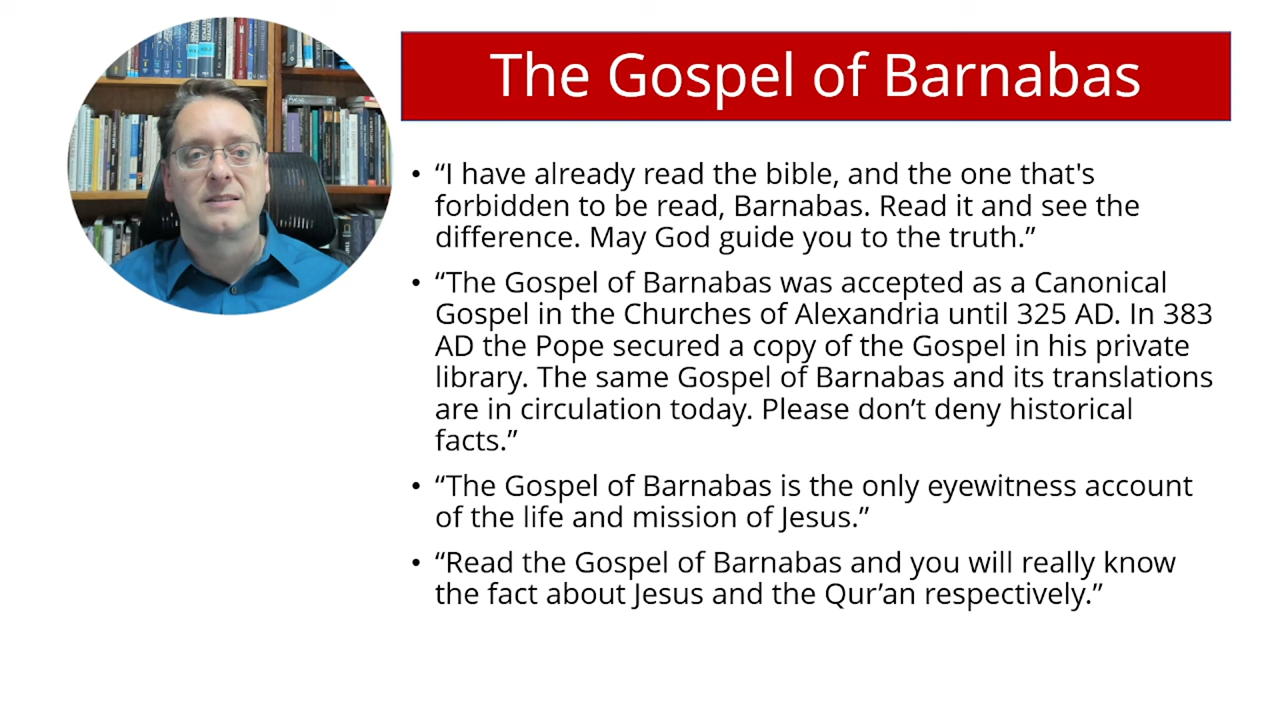 The Gospel of Barnabas
• “I have already read the bible, and the one that's
forbidden to be read, Barnabas. Read it and see the
difference. May God guide you to the truth.”
• “The Gospel of Barnabas was accepted as a Canonical
Gospel in the Churches of Alexandria until 325 AD. In 383
AD the Pope secured a copy of the Gospel in his private
library. The same Gospel of Barnabas and its translations
are in circulation today. Please don’t deny historical
facts.”
• “The Gospel of Barnabas is the only eyewitness account
of the life and mission of Jesus.”
• “Read the Gospel of Barnabas and you will really know
the fact about Jesus and the Qur’an respectively.”